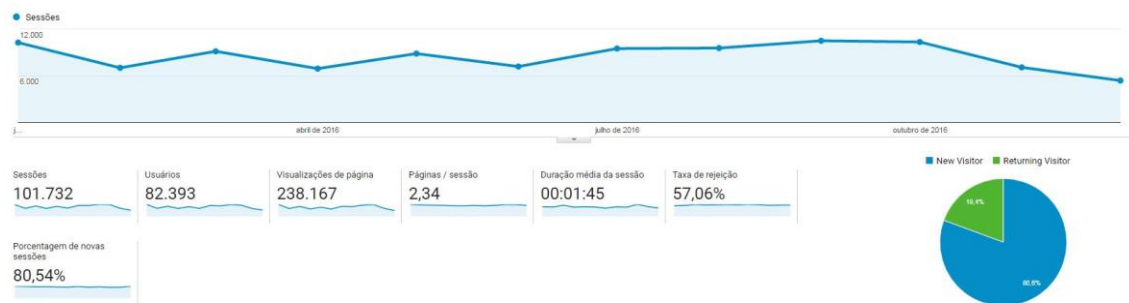 Sessões
12.000
6.000
j...
abril de 2016
julho de 2016
outubro de 2016
New Visitor
Returning Visitor
Sessões
101.732
Usuários
82.393
Visualizações de página
238.167
Páginas / sessão
2,34
Duração média da sessão
00:01:45
Taxa de rejeição
57,06%
Porcentagem de novas
sessões
80,54%
19,4%
80,6%